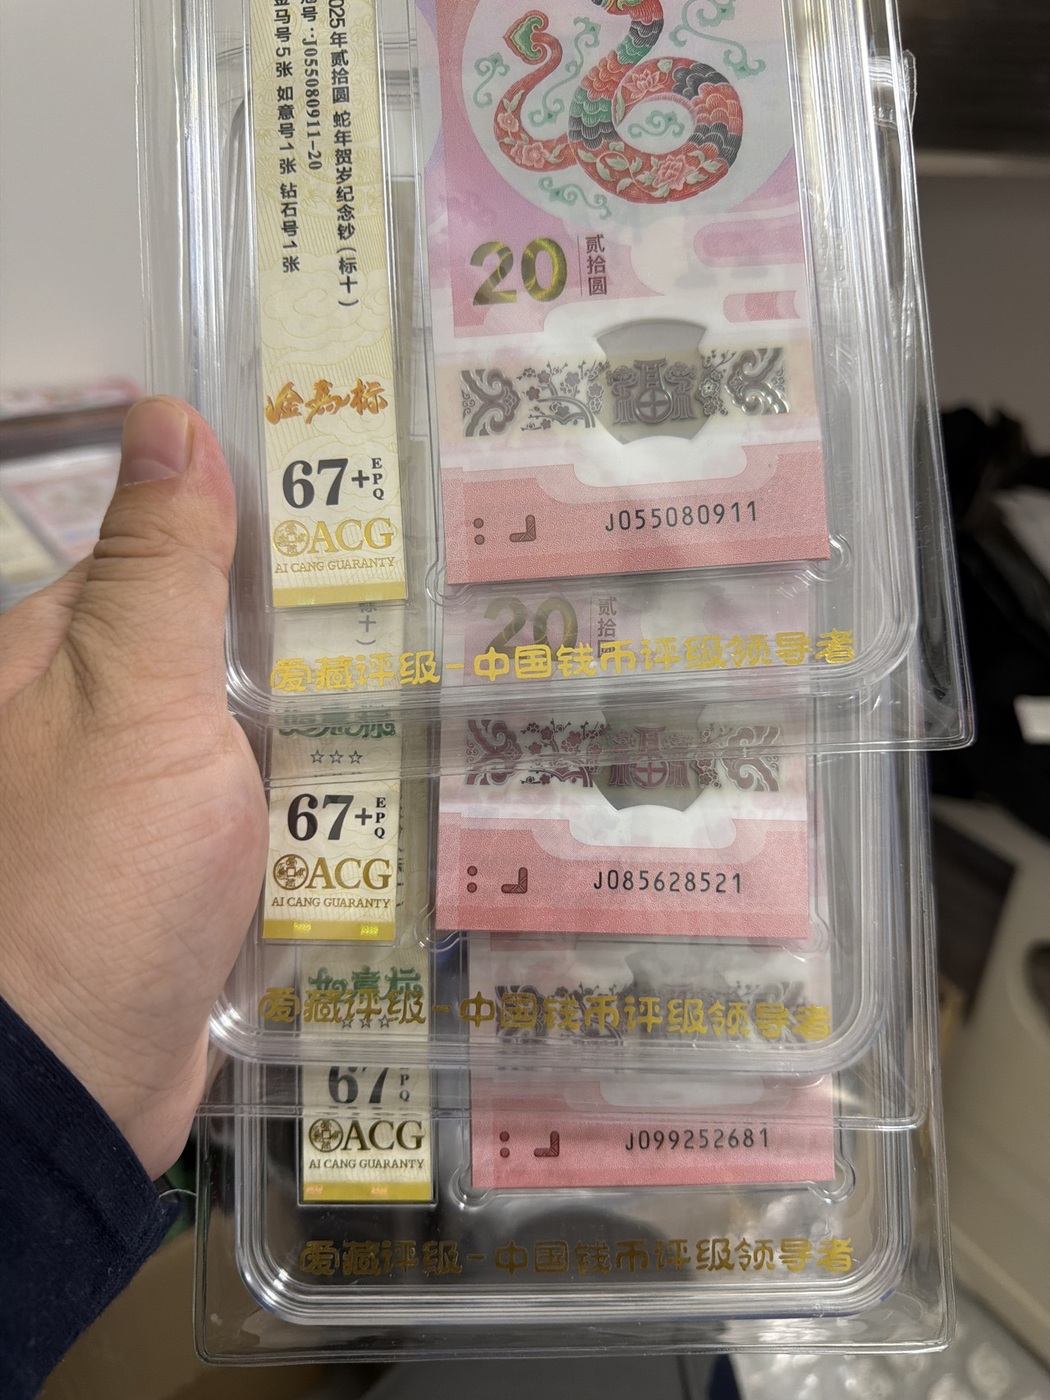 2025年贰拾圆 蛇年贺岁纪念钞（标十）
号：J055080911-20
金马号5张 如意号1张 钻石号1张
金马标
67+EPQ
ACG
AI CANG GUARANTY
20
贰拾圆
J055080911
标十）
20
贰拾
爱藏评级-中国钱币评级领导者
☆☆☆
67+EPQ
ACG
AI CANG GUARANTY
J085628521
爱藏评级-中国钱币评级领导者
☆☆☆
67
PQ
ACG
AI CANG GUARANTY
J099252681
爱藏评级-中国钱币评级领导者